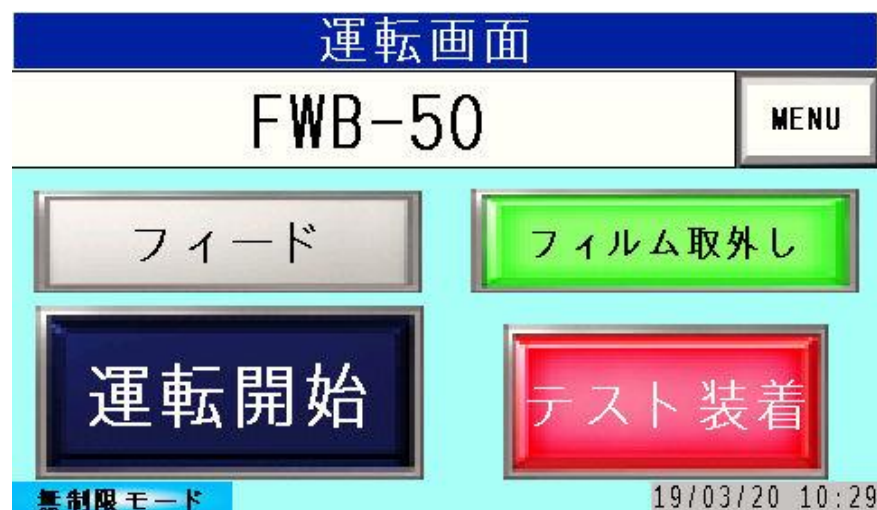 運転画面
FWB-50
MENU
フィード
フィルム取外し
運転開始
テスト装着
無制限モード
19/03/20 10:29